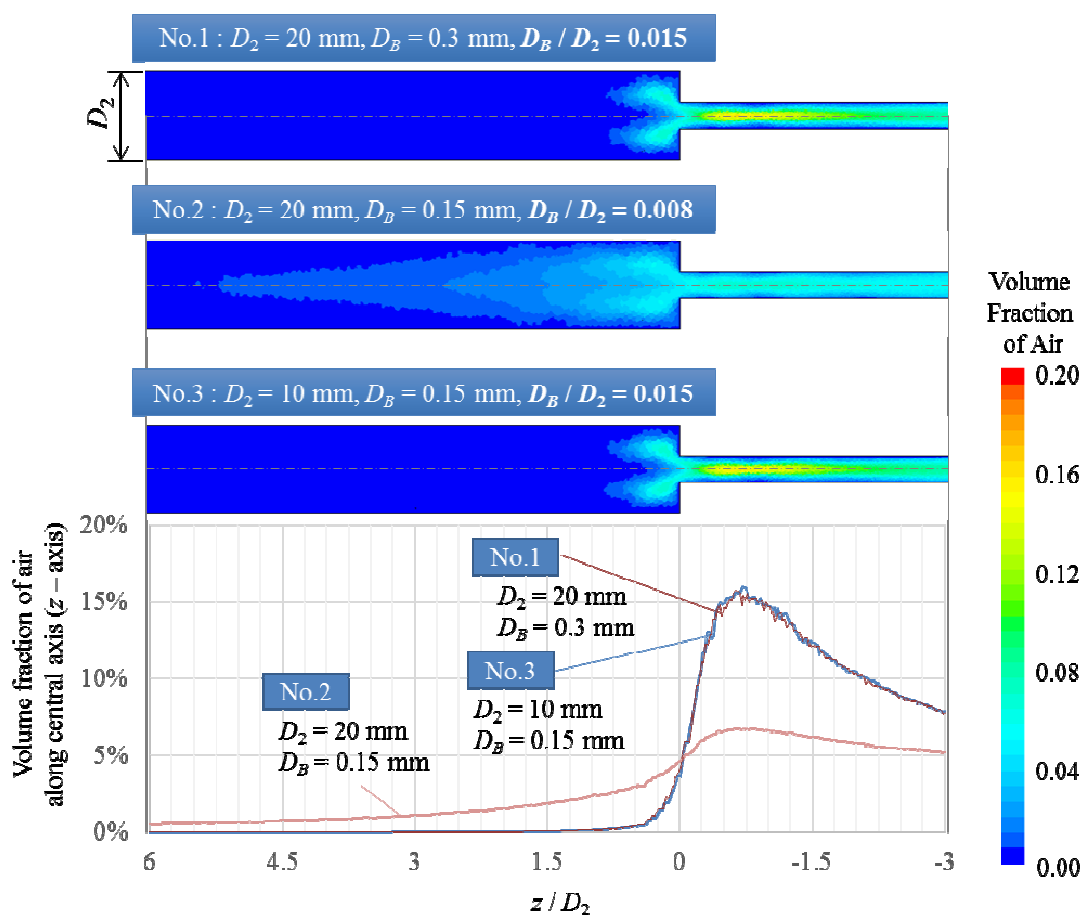 No.1 : D2 = 20 mm, DB = 0.3 mm, DB / D2 = 0.015
D2
No.2 : D2 = 20 mm, DB = 0.15 mm, DB / D2 = 0.008
No.3 : D2 = 10 mm, DB = 0.15 mm, DB / D2 = 0.015
Volume
Fraction
of Air
0.20
0.16
0.12
0.08
0.04
0.00
Volume fraction of air
along central axis (z – axis)
20%
15%
10%
5%
0%
No.1
D2 = 20 mm
DB = 0.3 mm
No.3
D2 = 10 mm
DB = 0.15 mm
No.2
D2 = 20 mm
DB = 0.15 mm
6 4.5 3 1.5 0 -1.5 -3
z / D2